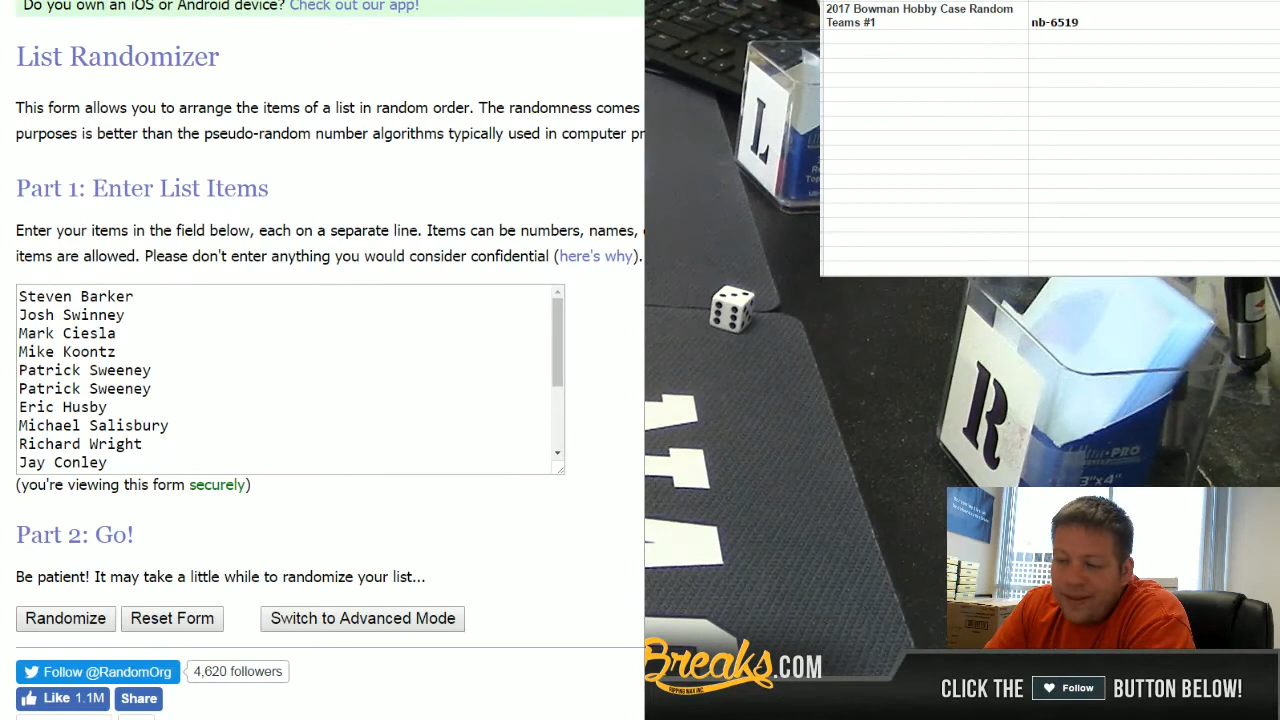 Do you own an iOS or Android device? Check out our app!
List Randomizer
This form allows you to arrange the items of a list in random order. The randomness comes
purposes is better than the pseudo-random number algorithms typically used in computer pr
Part 1: Enter List Items
Enter your items in the field below, each on a separate line. Items can be numbers, names,
items are allowed. Please don't enter anything you would consider confidential (here's why).
Steven Barker
Josh Swinney
Mark Ciesla
Mike Koontz
Patrick Sweeney
Patrick Sweeney
Eric Husby
Michael Salisbury
Richard Wright
Jay Conley
(you're viewing this form securely)
Part 2: Go!
Be patient! It may take a little while to randomize your list...
Randomize Reset Form Switch to Advanced Mode
Follow @RandomOrg 4,620 followers
Like 1.1M Share
2017 Bowman Hobby Case Random
Teams #1 nb-6519
L
R
PRO
3"x4"
Breaks.COM
CLICK THE Follow BUTTON BELOW!